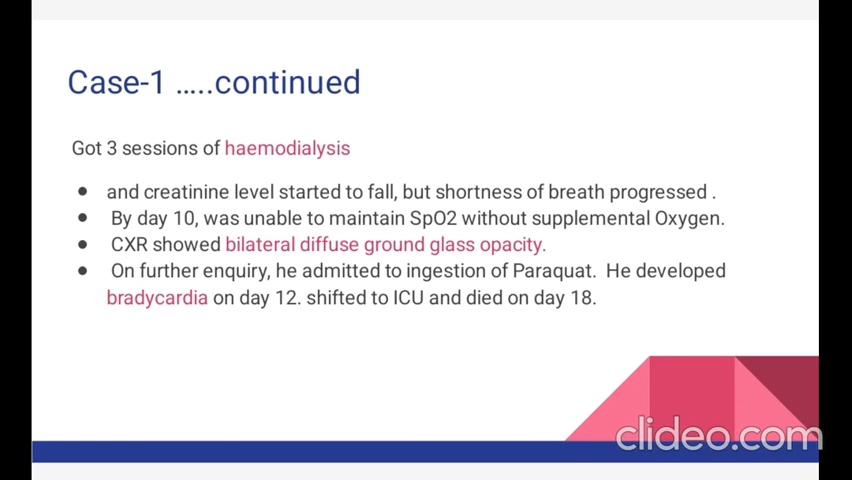 Case-1 .....continued
Got 3 sessions of haemodialysis
● and creatinine level started to fall, but shortness of breath progressed .
● By day 10, was unable to maintain SpO2 without supplemental Oxygen.
● CXR showed bilateral diffuse ground glass opacity.
● On further enquiry, he admitted to ingestion of Paraquat. He developed
bradycardia on day 12. shifted to ICU and died on day 18.
clideo.com